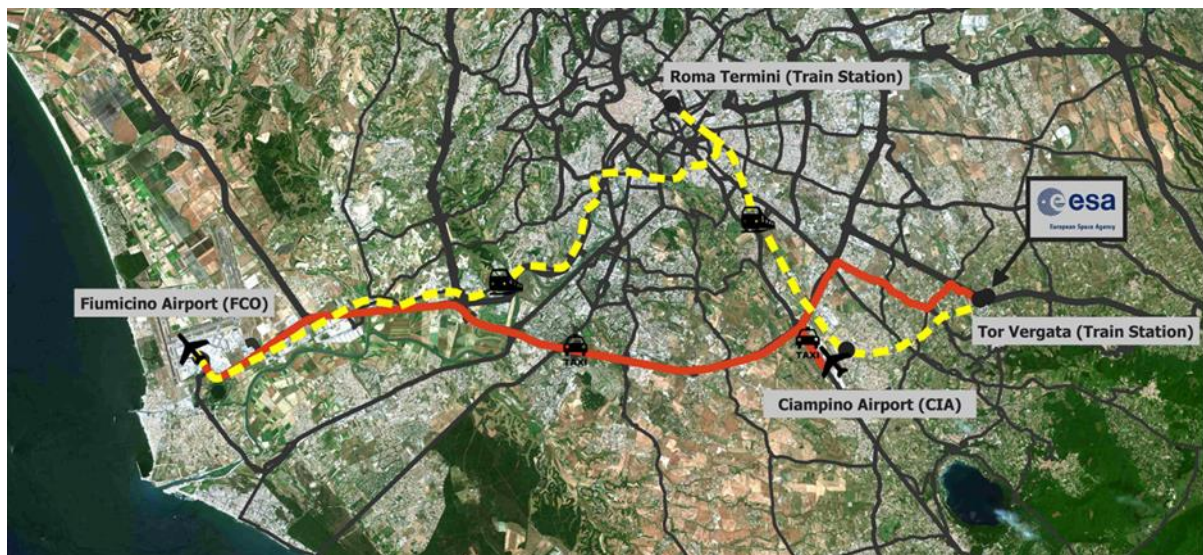 Roma Termini (Train Station)
esa
European Space Agency
Fiumicino Airport (FCO)
Tor Vergata (Train Station)
TAXI
TAXI
Ciampino Airport (CIA)